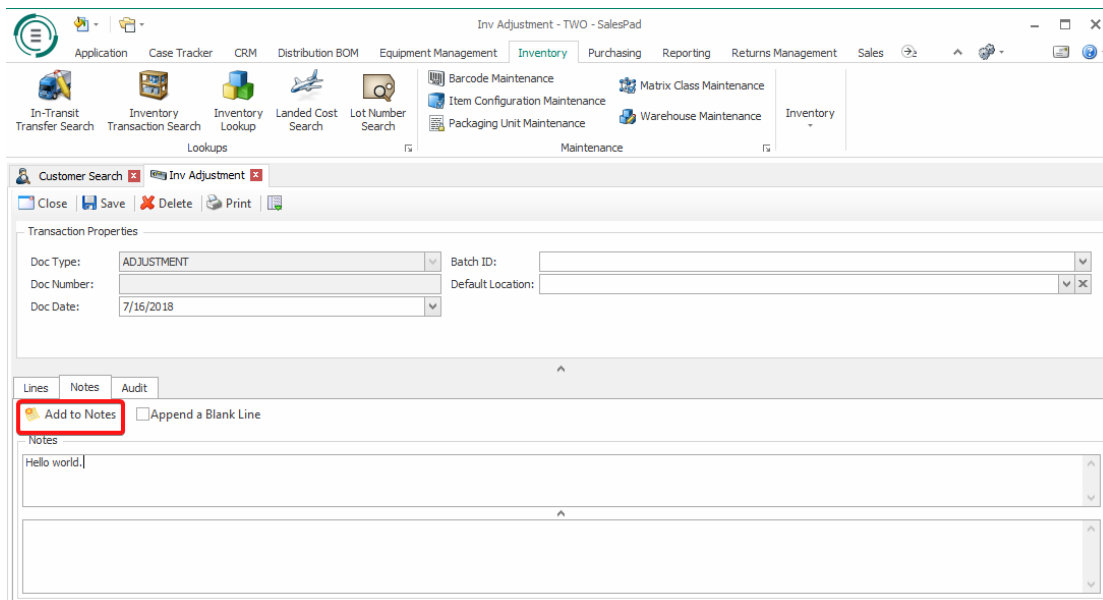 Inv Adjustment - TWO - SalesPad
Application Case Tracker CRM Distribution BOM Equipment Management Inventory Purchasing Reporting Returns Management Sales
In-Transit Transfer Search
Inventory Transaction Search
Inventory Lookup
Landed Cost Search
Lot Number Search
Lookups
Barcode Maintenance
Item Configuration Maintenance
Packaging Unit Maintenance
Matrix Class Maintenance
Warehouse Maintenance
Maintenance
Inventory
Customer Search Inv Adjustment
Close Save Delete Print
Transaction Properties
Doc Type: ADJUSTMENT Batch ID:
Doc Number: Default Location:
Doc Date: 7/16/2018
Lines Notes Audit
Add to Notes Append a Blank Line
Notes
Hello world.